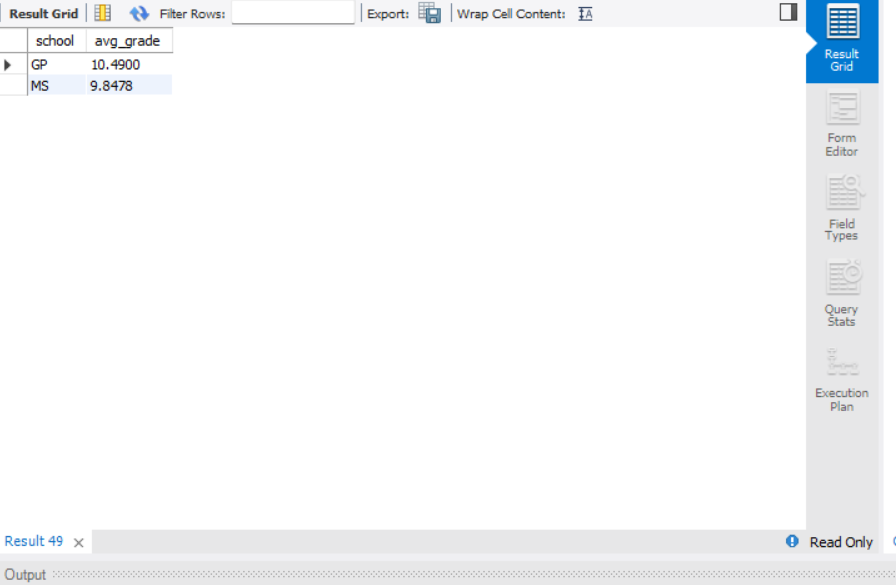 Result Grid Filter Rows: Export: Wrap Cell Content: IA
school avg_grade
GP 10.4900
MS 9.8478
Result
Grid
Form
Editor
Field
Types
Query
Stats
Execution
Plan
Result 49 ×
Read Only
Output